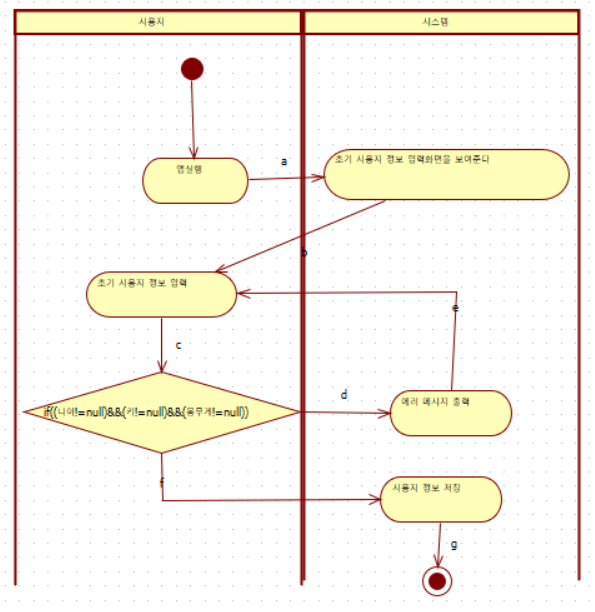 사용자
시스템
앱실행
a
초기 사용자 정보 입력화면을 보여준다
b
초기 사용자 정보 입력
e
c
if((나이!=null)&&(키!=null)&&(몸무게!=null))
d
에러 메시지 출력
f
사용자 정보 저장
g